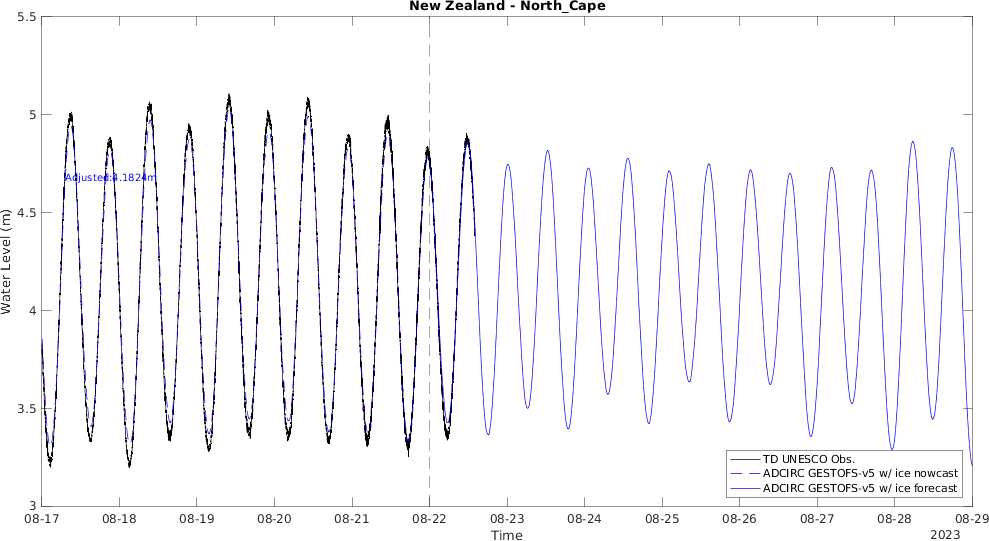 New Zealand - North_Cape
5.5
5
4.5
4
3.5
3
Water Level (m)
Adjusted:4.1824m
TD UNESCO Obs.
ADCIRC GESTOFS-v5 w/ ice nowcast
ADCIRC GESTOFS-v5 w/ ice forecast
08-17 08-18 08-19 08-20 08-21 08-22 08-23 08-24 08-25 08-26 08-27 08-28 08-29
Time
2023